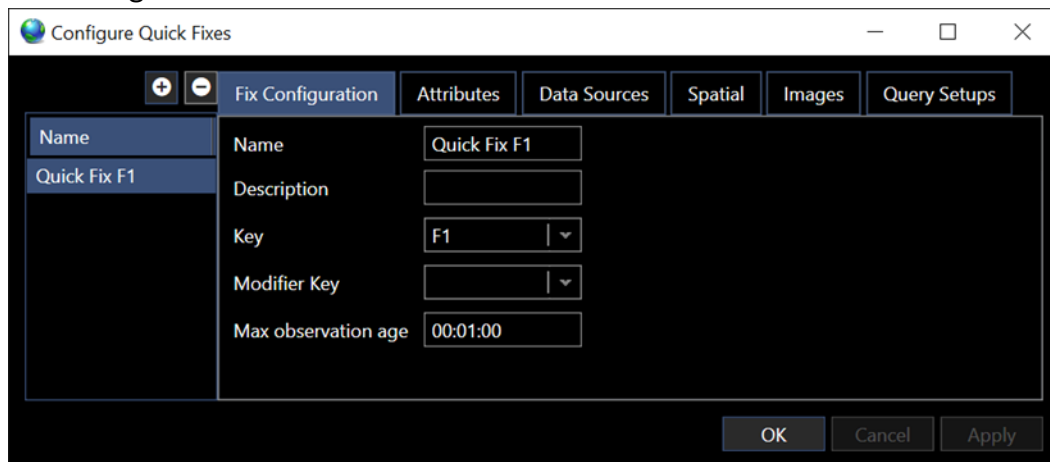 Configure Quick Fixes
Fix Configuration Attributes Data Sources Spatial Images Query Setups
Name
Quick Fix F1
Name Quick Fix F1
Description
Key F1
Modifier Key
Max observation age 00:01:00
OK Cancel Apply